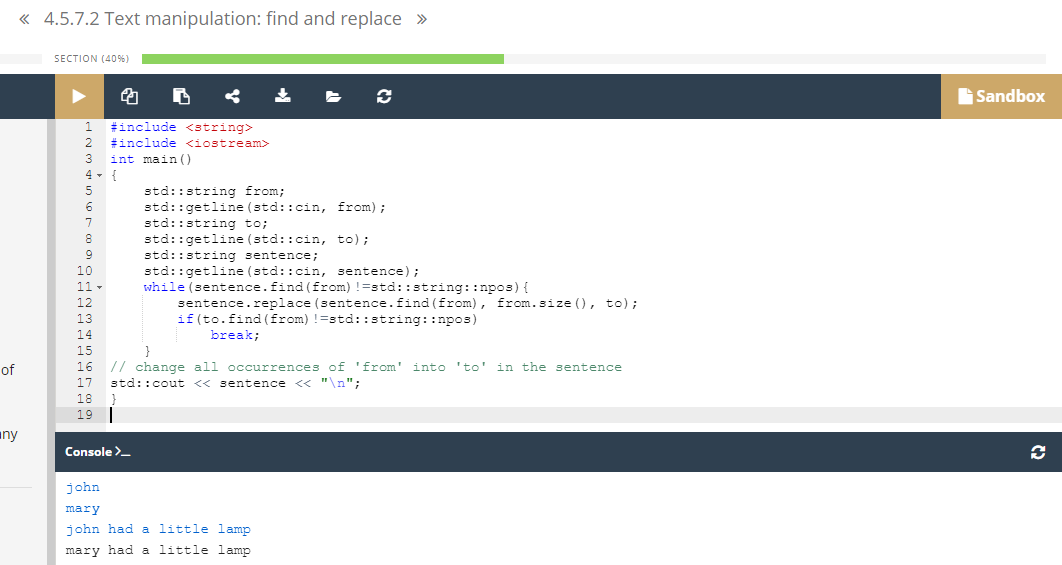 « 4.5.7.2 Text manipulation: find and replace »
SECTION (40%)
Sandbox
1 #include <string>
2 #include <iostream>
3 int main()
4 {
5 std::string from;
6 std::getline(std::cin, from);
7 std::string to;
8 std::getline(std::cin, to);
9 std::string sentence;
10 std::getline(std::cin, sentence);
11 while(sentence.find(from)!=std::string::npos){
12 sentence.replace(sentence.find(from), from.size(), to);
13 if(to.find(from)!=std::string::npos)
14 break;
15 }
of
16 // change all occurrences of 'from' into 'to' in the sentence
17 std::cout << sentence << "\n";
18 }
19
Console >_
john
mary
john had a little lamp
mary had a little lamp